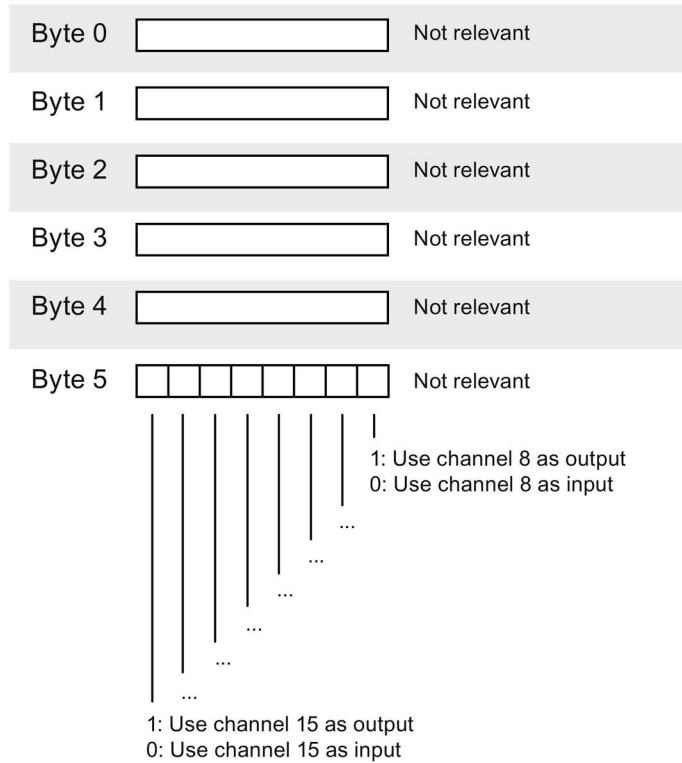 Byte 0 Not relevant
Byte 1 Not relevant
Byte 2 Not relevant
Byte 3 Not relevant
Byte 4 Not relevant
Byte 5 Not relevant
1: Use channel 8 as output
0: Use channel 8 as input
...
...
...
...
...
...
1: Use channel 15 as output
0: Use channel 15 as input